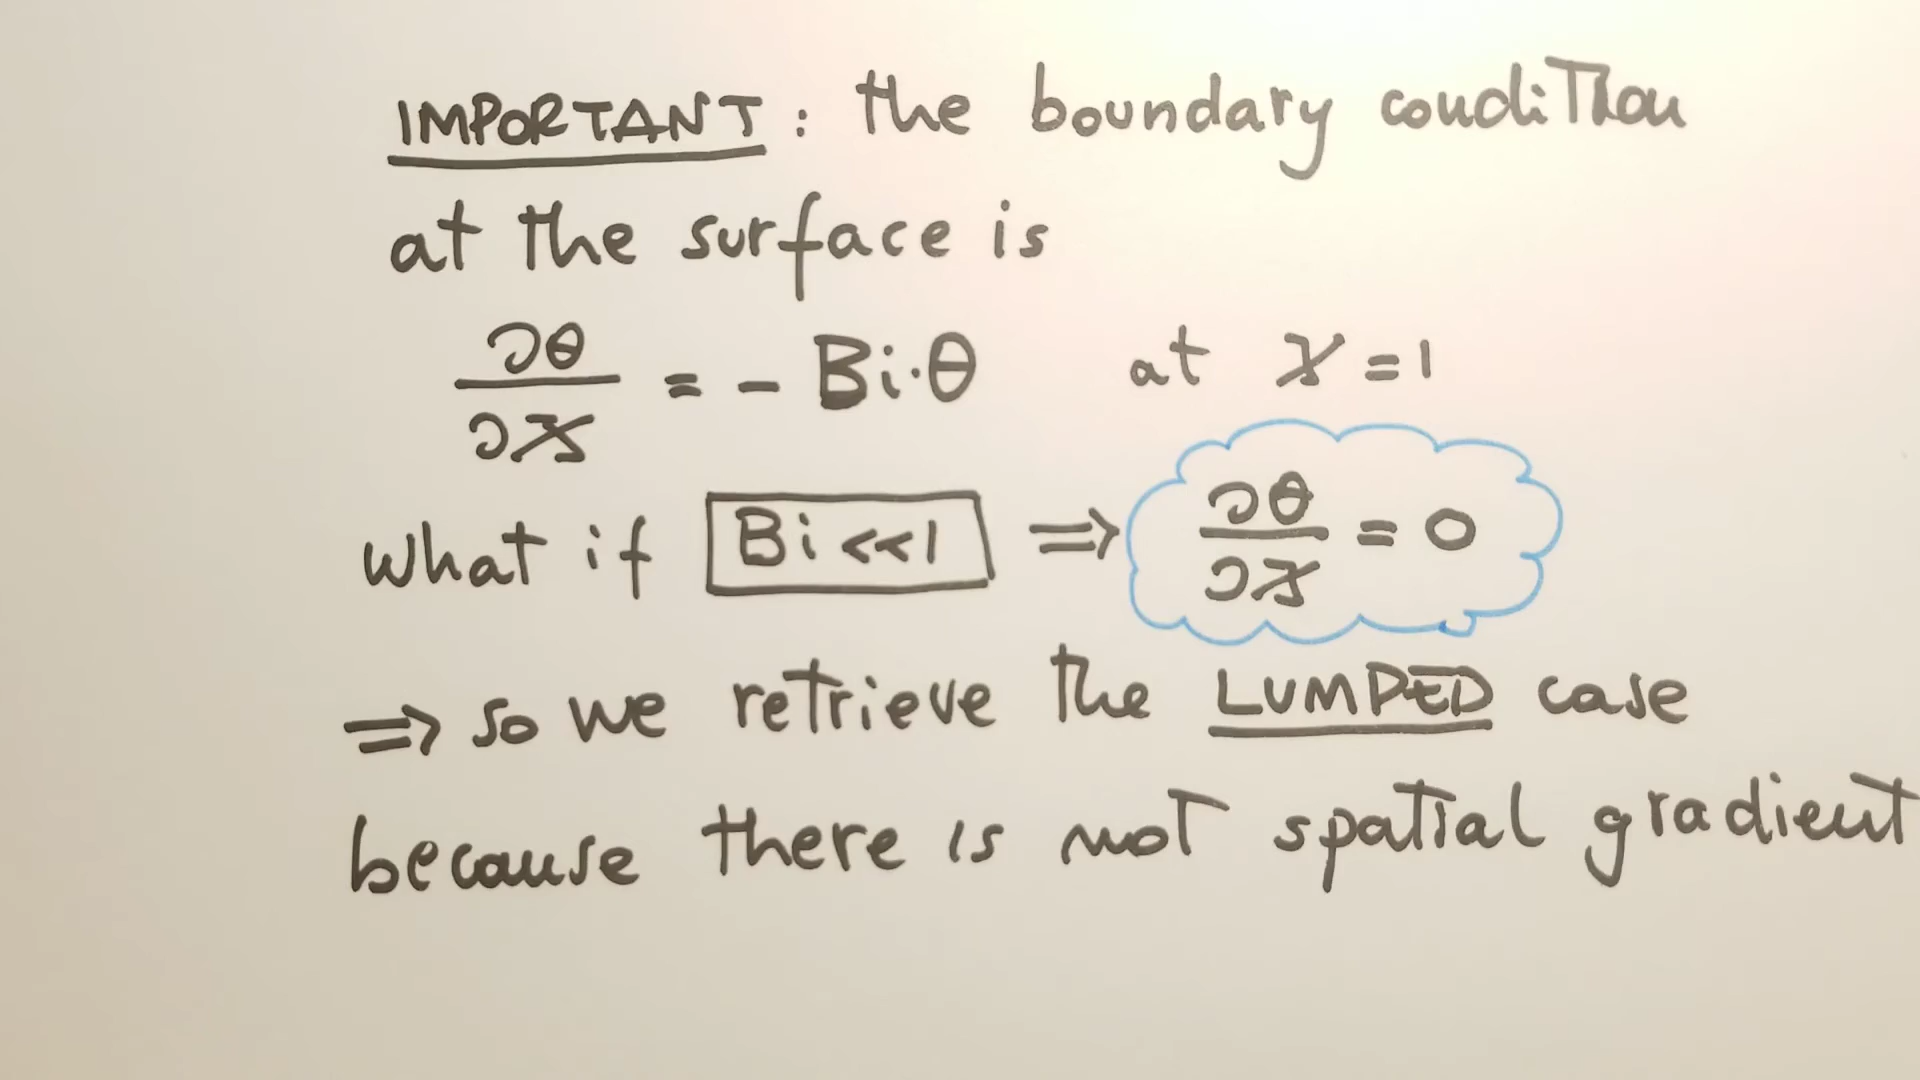 IMPORTANT: the boundary condition
at the surface is
∂θ/∂X = - Bi·θ at X = 1
What if Bi<<1 ⇒ ∂θ/∂X = 0
⇒ so we retrieve the LUMPED case
because there is not spatial gradient